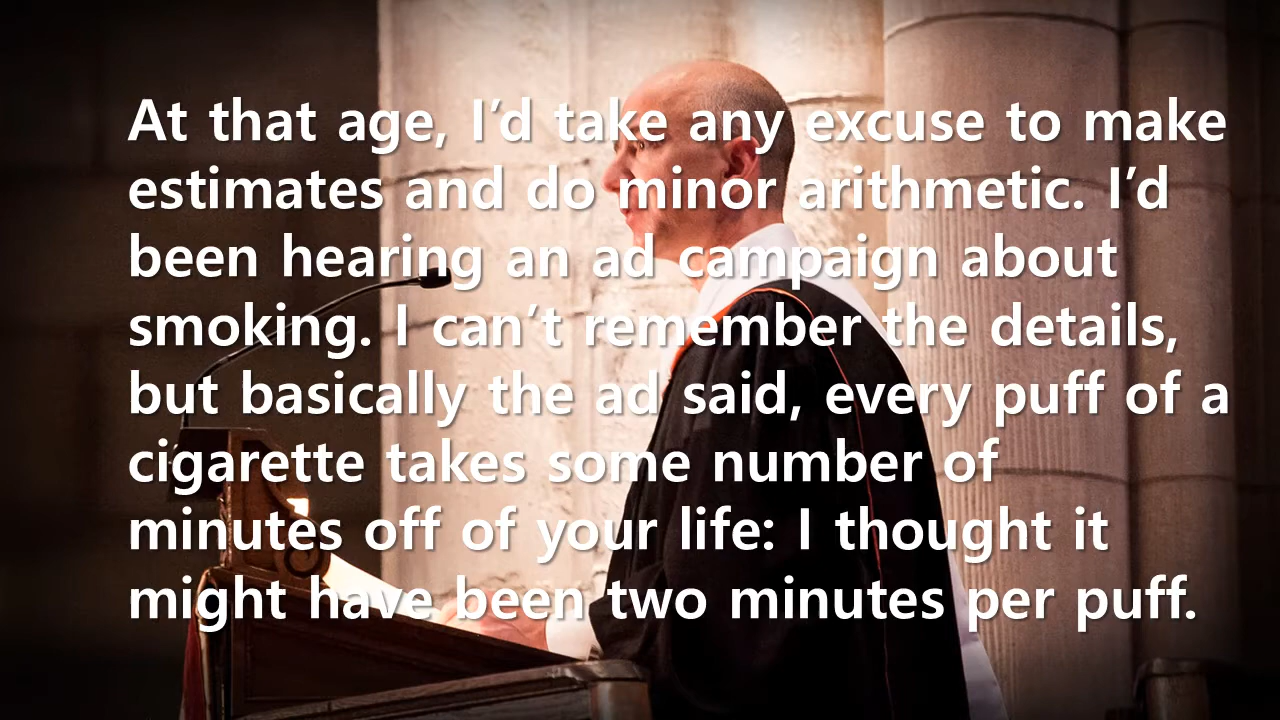 At that age, I’d take any excuse to make
estimates and do minor arithmetic. I’d
been hearing an ad campaign about
smoking. I can’t remember the details,
but basically the ad said, every puff of a
cigarette takes some number of
minutes off of your life: I thought it
might have been two minutes per puff.